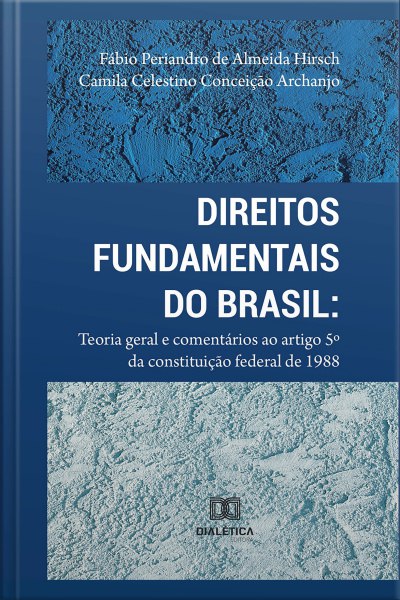 Fábio Periandro de Almeida Hirsch
Camila Celestino Conceição Archanjo
DIREITOS
FUNDAMENTAIS
DO BRASIL:
Teoria geral e comentários ao artigo 5º
da constituição federal de 1988
DIALÉTICA
EDITORA